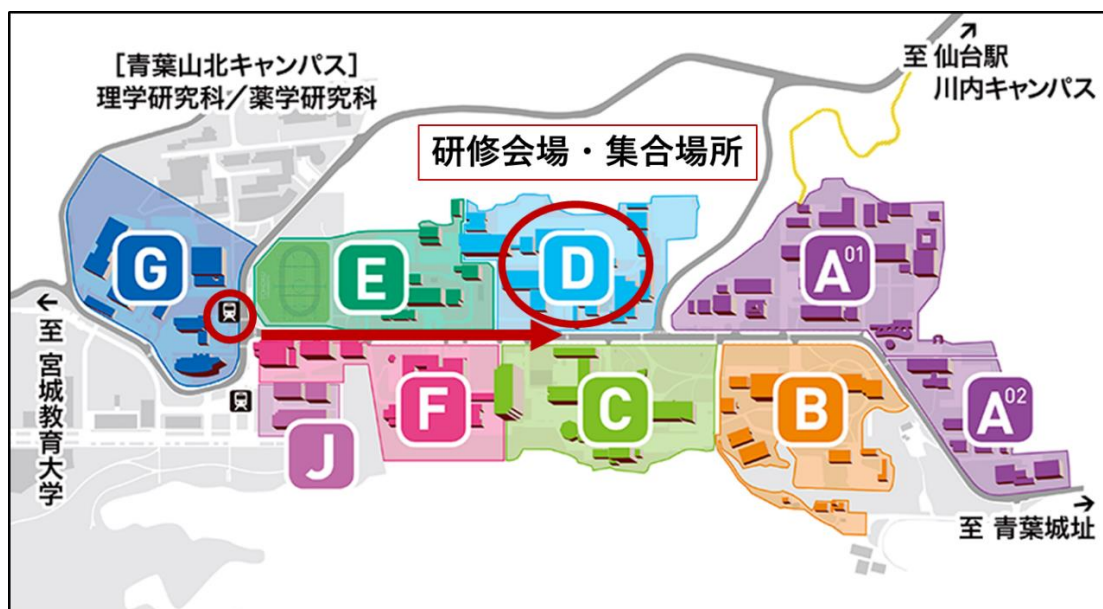 [青葉山北キャンパス]
理学研究科／薬学研究科
至 仙台駅
川内キャンパス
研修会場・集合場所
G
E
D
A01
至 宮城教育大学
F
C
B
A02
J
至 青葉城址